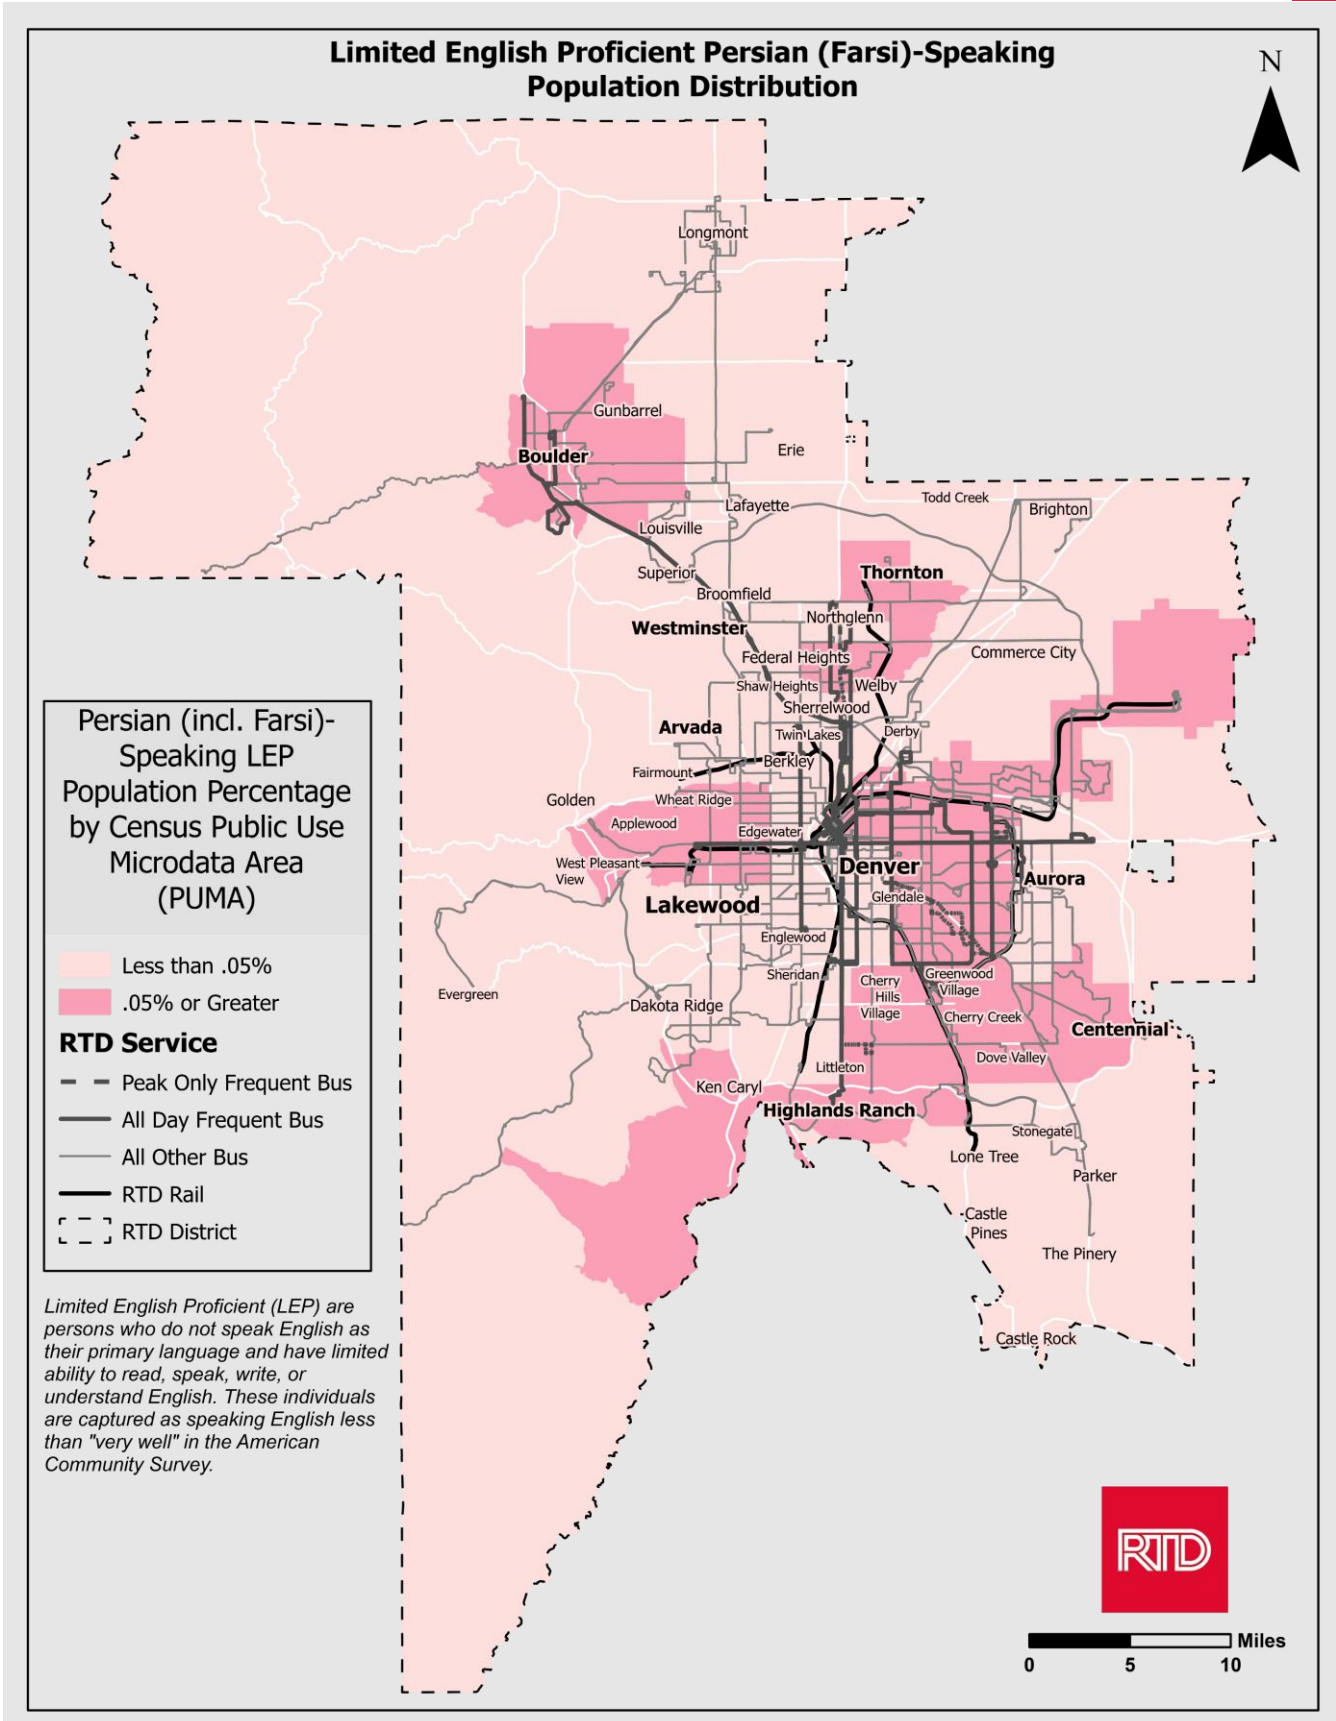 Limited English Proficient Persian (Farsi)-Speaking
Population Distribution
N
Longmont
Gunbarrel
Boulder
Erie
Lafayette
Todd Creek
Brighton
Louisville
Superior
Thornton
Broomfield
Northglenn
Westminster
Federal Heights
Commerce City
Shaw Heights
Welby
Sherrelwood
Arvada
Twin Lakes
Derby
Berkley
Fairmount
Golden
Wheat Ridge
Applewood
Edgewater
West Pleasant
View
Denver
Aurora
Glendale
Lakewood
Englewood
Sheridan
Greenwood
Village
Cherry
Hills
Village
Evergreen
Dakota Ridge
Cherry Creek
Centennial
Dove Valley
Littleton
Ken Caryl
Highlands Ranch
Stonegate
Lone Tree
Parker
Castle
Pines
The Pinery
Castle Rock
Persian (incl. Farsi)-
Speaking LEP
Population Percentage
by Census Public Use
Microdata Area
(PUMA)
Less than .05%
.05% or Greater
RTD Service
Peak Only Frequent Bus
All Day Frequent Bus
All Other Bus
RTD Rail
RTD District
Limited English Proficient (LEP) are
persons who do not speak English as
their primary language and have limited
ability to read, speak, write, or
understand English. These individuals
are captured as speaking English less
than "very well" in the American
Community Survey.
RTD
Miles
0 5 10